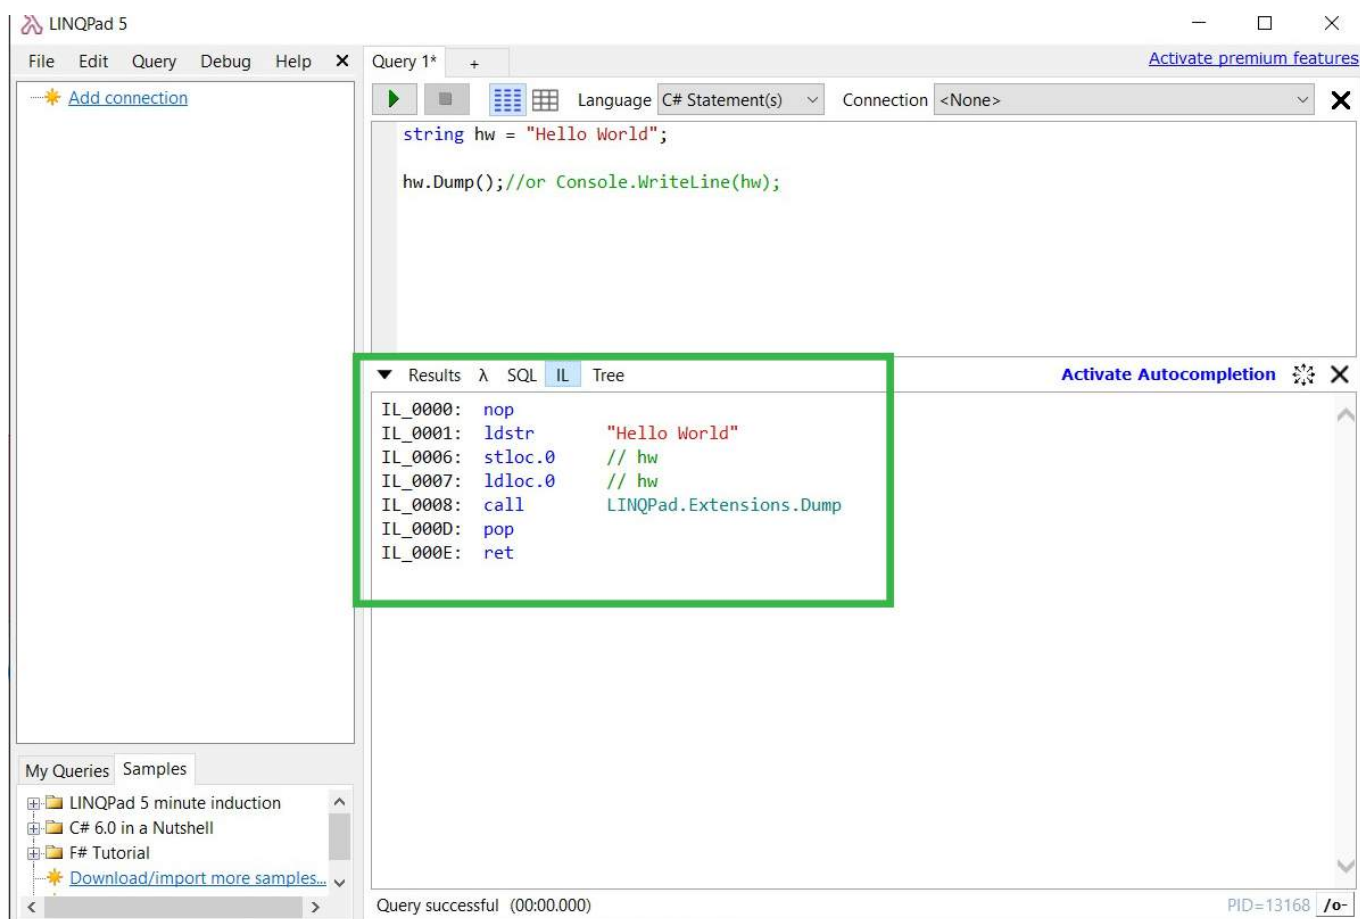 LINQPad 5
File Edit Query Debug Help
Query 1* +
Activate premium features
Add connection
Language C# Statement(s) Connection <None>
string hw = "Hello World";
hw.Dump();//or Console.WriteLine(hw);
Results λ SQL IL Tree
Activate Autocompletion
IL_0000: nop
IL_0001: ldstr "Hello World"
IL_0006: stloc.0 // hw
IL_0007: ldloc.0 // hw
IL_0008: call LINQPad.Extensions.Dump
IL_000D: pop
IL_000E: ret
My Queries Samples
LINQPad 5 minute induction
C# 6.0 in a Nutshell
F# Tutorial
Download/import more samples...
Query successful (00:00.000)
PID=13168 /o-